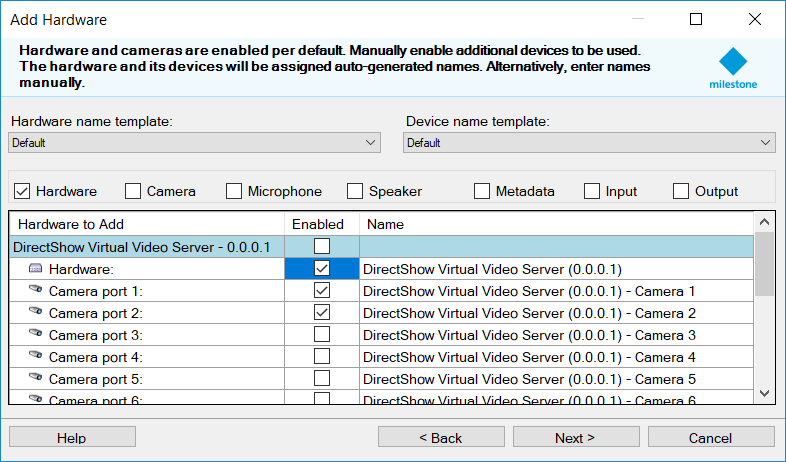 Add Hardware
Hardware and cameras are enabled per default. Manually enable additional devices to be used.
The hardware and its devices will be assigned auto-generated names. Alternatively, enter names
manually.
milestone
Hardware name template:
Device name template:
Default
Default
Hardware Camera Microphone Speaker Metadata Input Output
Hardware to Add Enabled Name
DirectShow Virtual Video Server - 0.0.0.1
Hardware: DirectShow Virtual Video Server (0.0.0.1)
Camera port 1: DirectShow Virtual Video Server (0.0.0.1) - Camera 1
Camera port 2: DirectShow Virtual Video Server (0.0.0.1) - Camera 2
Camera port 3: DirectShow Virtual Video Server (0.0.0.1) - Camera 3
Camera port 4: DirectShow Virtual Video Server (0.0.0.1) - Camera 4
Camera port 5: DirectShow Virtual Video Server (0.0.0.1) - Camera 5
Camera port 6: DirectShow Virtual Video Server (0.0.0.1) - Camera 6
Help < Back Next > Cancel